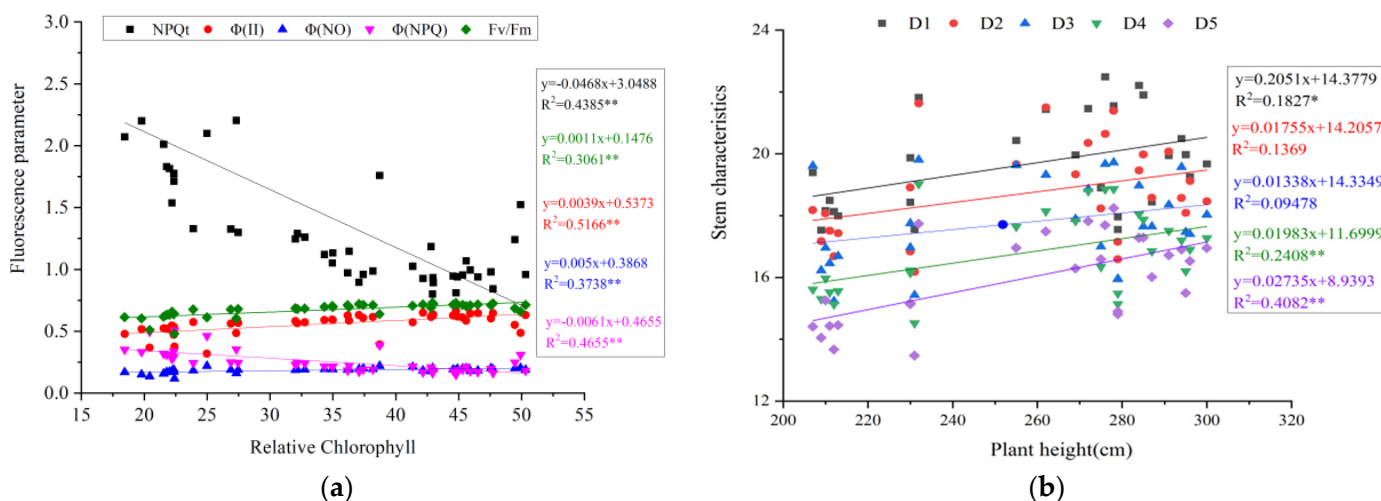 NPQt Φ(II) Φ(NO) Φ(NPQ) Fv/Fm
3.0
2.5
2.0
1.5
1.0
0.5
0.0
Fluorescence parameter
15 20 25 30 35 40 45 50 55
Relative Chlorophyll
y=-0.0468x+3.0488
R²=0.4385**
y=0.0011x+0.1476
R²=0.3061**
y=0.0039x+0.5373
R²=0.5166**
y=0.005x+0.3868
R²=0.3738**
y=-0.0061x+0.4655
R²=0.4655**
(a)
D1 D2 D3 D4 D5
24
20
16
12
Stem characteristics
200 220 240 260 280 300 320
Plant height(cm)
y=0.2051x+14.3779
R²=0.1827*
y=0.01755x+14.2057
R²=0.1369
y=0.01338x+14.3349
R²=0.09478
y=0.01983x+11.6999
R²=0.2408**
y=0.02735x+8.9393
R²=0.4082**
(b)